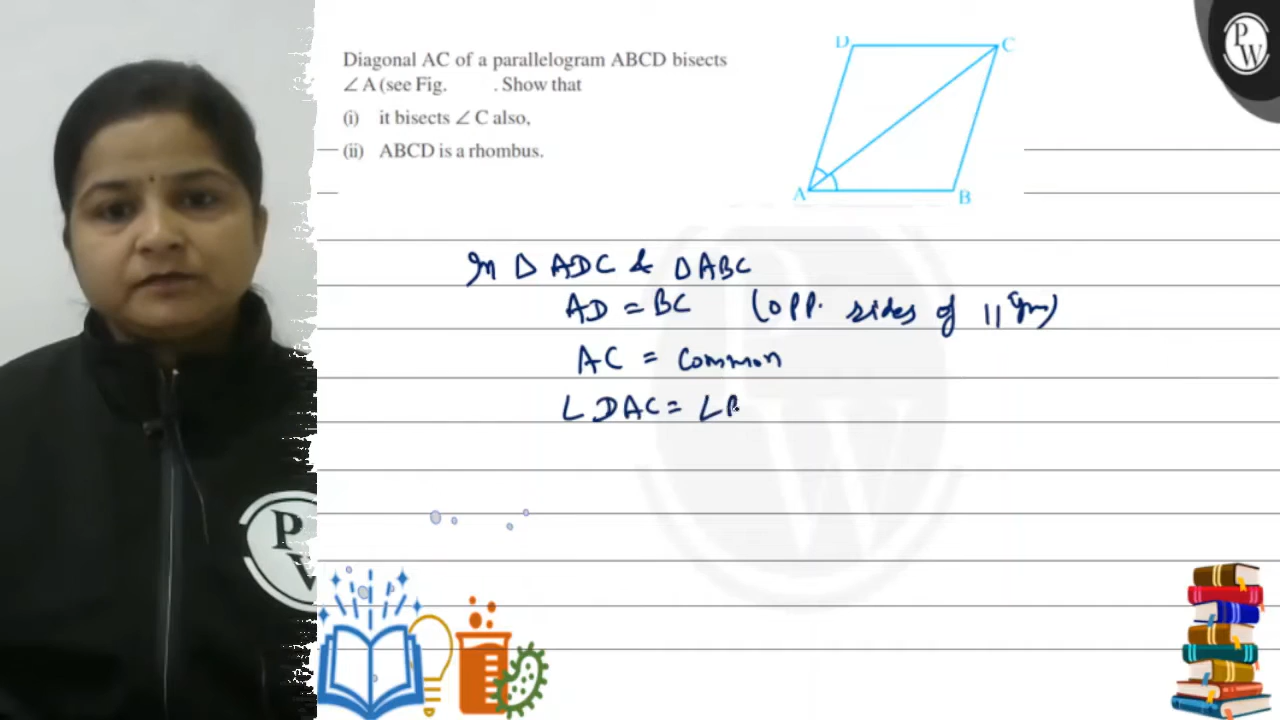 Diagonal AC of a parallelogram ABCD bisects
∠ A (see Fig. . Show that
(i) it bisects ∠ C also,
(ii) ABCD is a rhombus.
D
C
A
B
In Δ ADC & ΔABC
AD = BC (opp. sides of ||gm)
AC = Common
∠ DAC = ∠
P
W
P
W